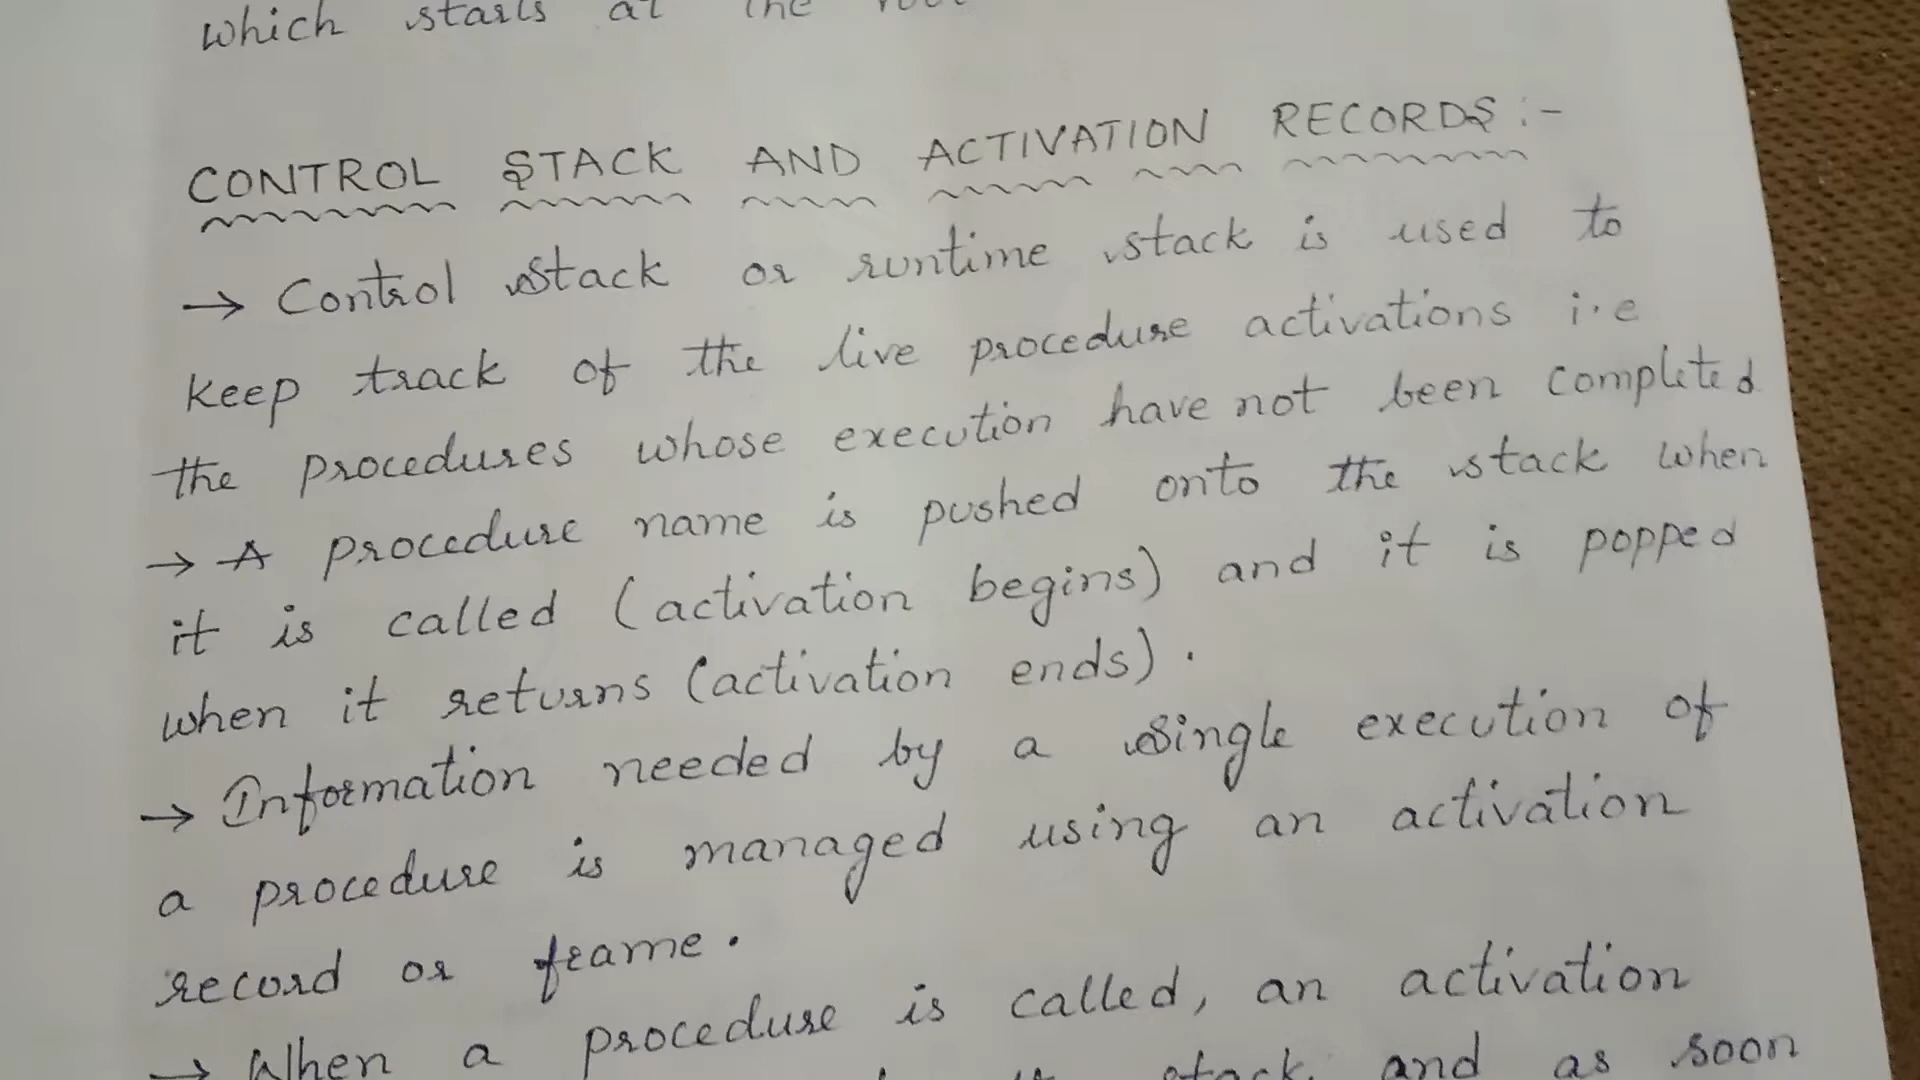 which starts at the
CONTROL STACK AND ACTIVATION RECORDS :-
→ Control stack or runtime stack is used to
keep track of the live procedure activations i.e
the procedures whose execution have not been completed
→ A procedure name is pushed onto the stack when
it is called (activation begins) and it is popped
when it returns (activation ends).
→ Information needed by a single execution of
a procedure is managed using an activation
record or frame.
→ When a procedure is called, an activation
stack and as soon